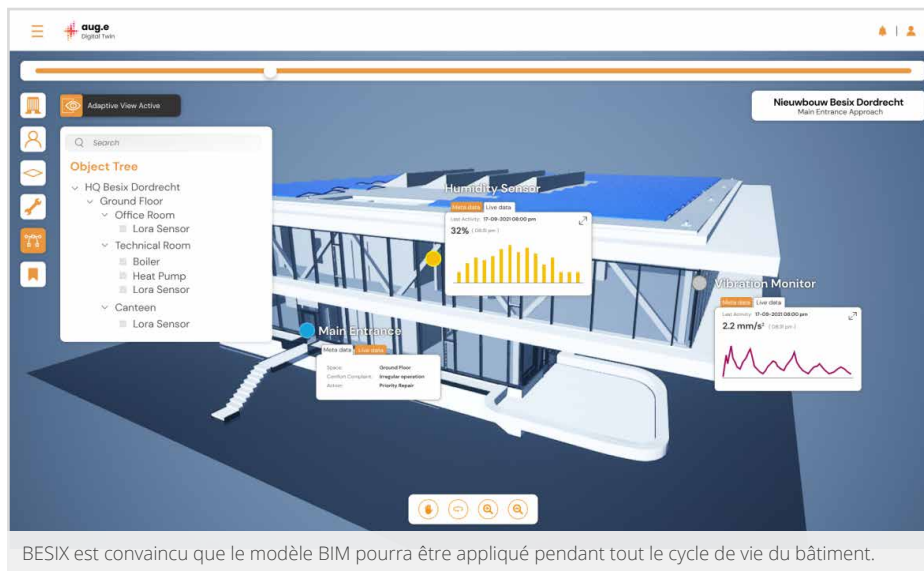 aug.e
Digital Twin
Adaptive View Active
Nieuwbouw Besix Dordrecht
Main Entrance Approach
Search
Object Tree
HQ Besix Dordrecht
Ground Floor
Office Room
Lora Sensor
Technical Room
Boiler
Heat Pump
Lora Sensor
Canteen
Lora Sensor
Humidity Sensor
Meta data Live data
Last Activity 17-09-2021 08:00 pm
32%
Vibration Monitor
Meta data Live data
Last Activity 17-09-2021 08:00 pm
2.2 mm/s²
Main Entrance
Meta data Live data
Space: Ground Floor
Comfort Complaint: Irregular operation
Action: Priority Repair
BESIX est convaincu que le modèle BIM pourra être appliqué pendant tout le cycle de vie du bâtiment.